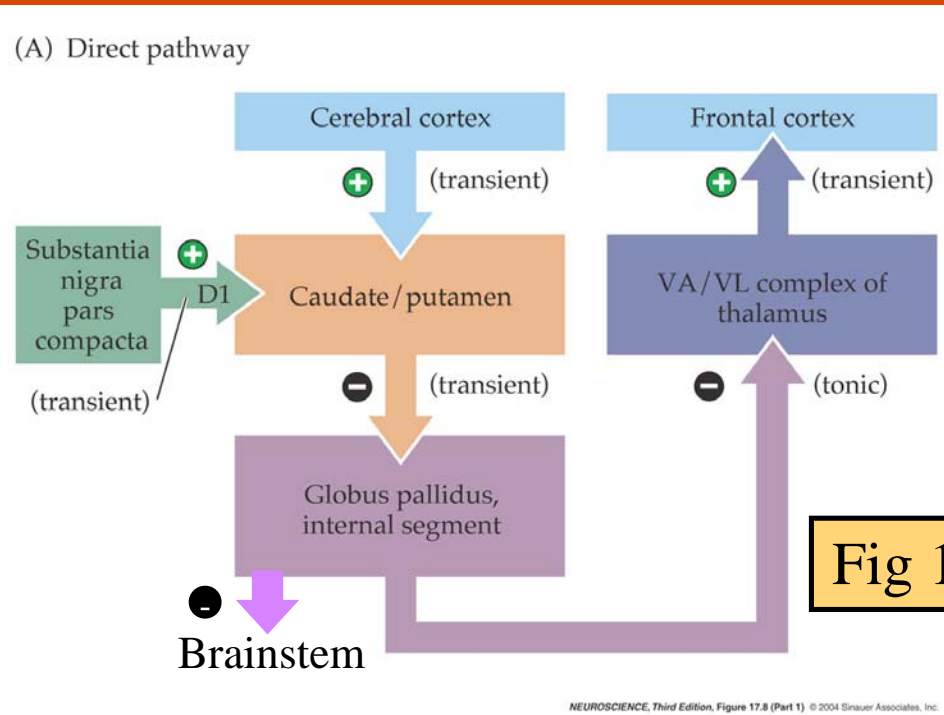 (A) Direct pathway
Cerebral cortex
Frontal cortex
+
(transient)
+
(transient)
Substantia
nigra
pars
compacta
+
D1
Caudate/putamen
VA/VL complex of
thalamus
(transient)
−
(transient)
−
(tonic)
Globus pallidus,
internal segment
Fig 1
-
Brainstem
NEUROSCIENCE, Third Edition, Figure 17.8 (Part 1) © 2004 Sinauer Associates, Inc.